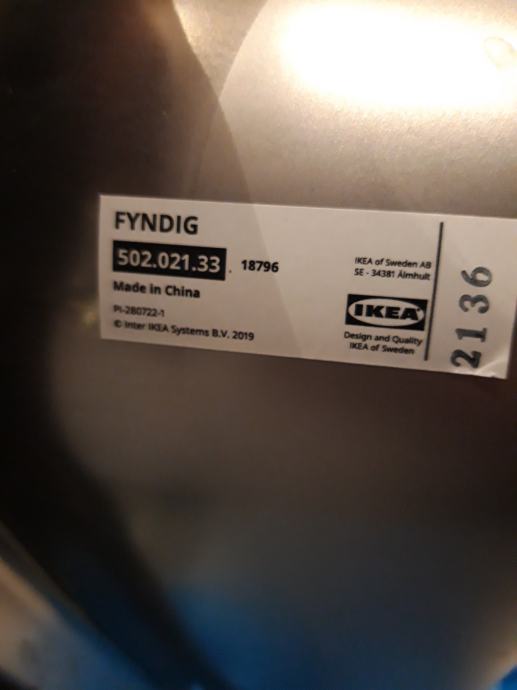 FYNDIG
502.021.33 . 18796
Made in China
PI-280722-1
© Inter IKEA Systems B.V. 2019
IKEA of Sweden AB
SE - 34381 Älmhult
IKEA
Design and Quality
IKEA of Sweden
2136